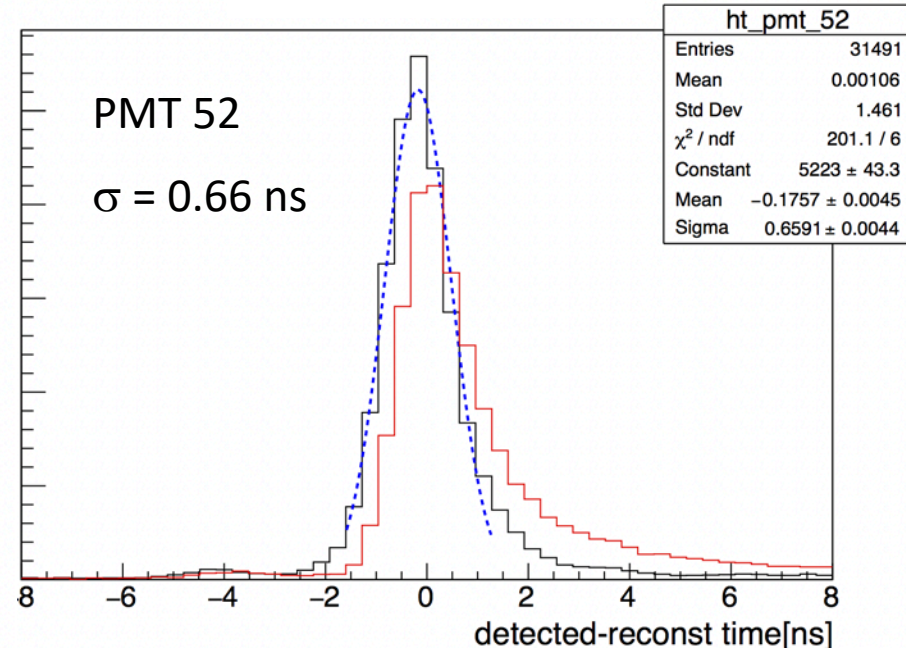 ht_pmt_52
Entries 31491
Mean 0.00106
Std Dev 1.461
χ² / ndf 201.1 / 6
Constant 5223 ± 43.3
Mean −0.1757 ± 0.0045
Sigma 0.6591 ± 0.0044
PMT 52
σ = 0.66 ns
−8 −6 −4 −2 0 2 4 6 8
detected-reconst time[ns]